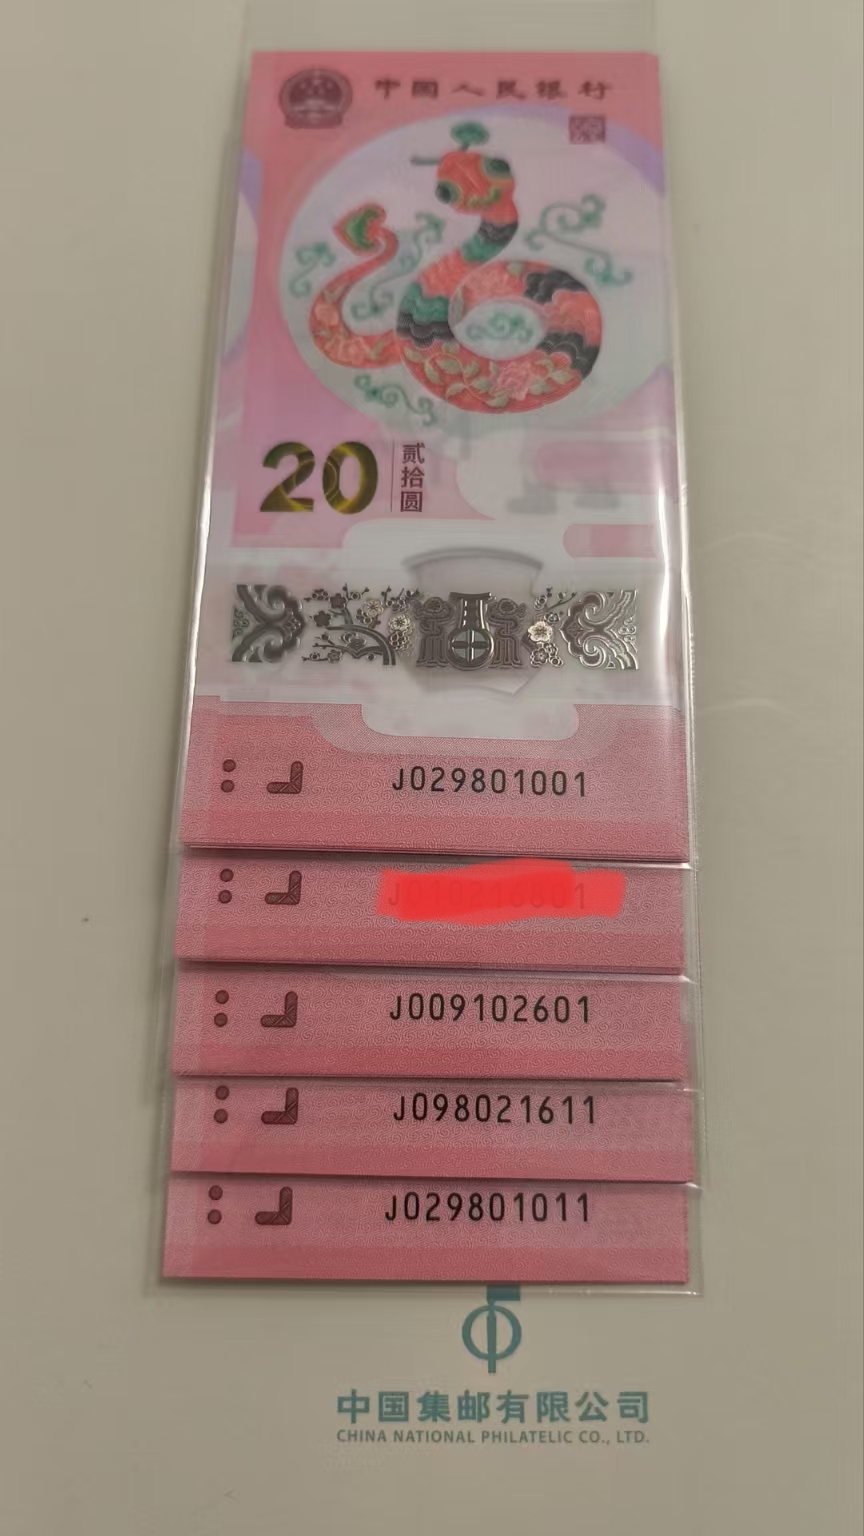 中国人民银行
20 贰拾圆
J029801001
J009102601
J098021611
J029801011
中国集邮有限公司
CHINA NATIONAL PHILATELIC CO., LTD.